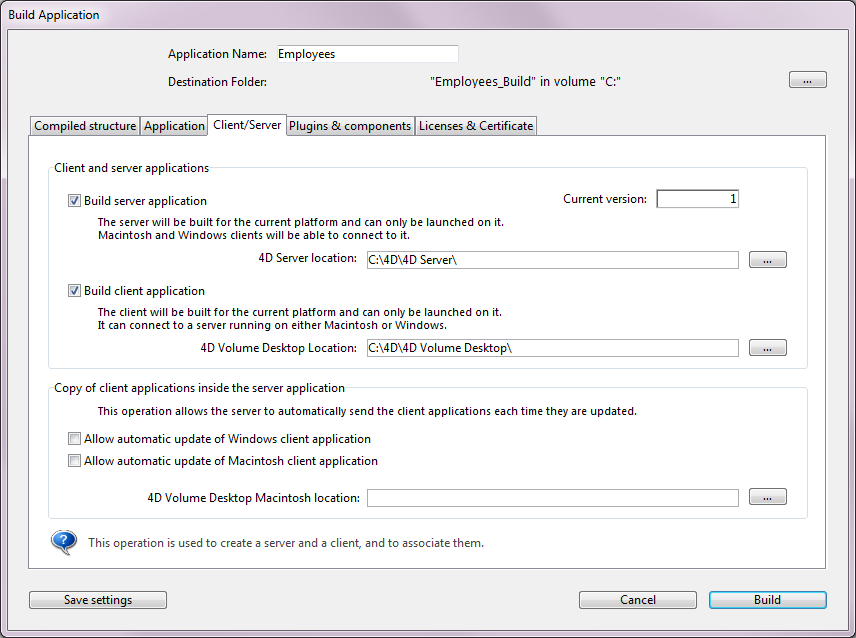 Build Application
Application Name: Employees
Destination Folder: "Employees_Build" in volume "C:" ...
Compiled structure Application Client/Server Plugins & components Licenses & Certificate
Client and server applications
Build server application Current version: 1
The server will be built for the current platform and can only be launched on it.
Macintosh and Windows clients will be able to connect to it.
4D Server location: C:\4D\4D Server\ ...
Build client application
The client will be built for the current platform and can only be launched on it.
It can connect to a server running on either Macintosh or Windows.
4D Volume Desktop Location: C:\4D\4D Volume Desktop\ ...
Copy of client applications inside the server application
This operation allows the server to automatically send the client applications each time they are updated.
Allow automatic update of Windows client application
Allow automatic update of Macintosh client application
4D Volume Desktop Macintosh location: ...
? This operation is used to create a server and a client, and to associate them.
Save settings Cancel Build